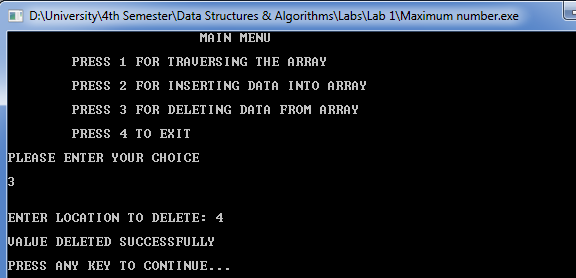 D:\University\4th Semester\Data Structures & Algorithms\Labs\Lab 1\Maximum number.exe
MAIN MENU
PRESS 1 FOR TRAVERSING THE ARRAY
PRESS 2 FOR INSERTING DATA INTO ARRAY
PRESS 3 FOR DELETING DATA FROM ARRAY
PRESS 4 TO EXIT
PLEASE ENTER YOUR CHOICE
3
ENTER LOCATION TO DELETE: 4
VALUE DELETED SUCCESSFULLY
PRESS ANY KEY TO CONTINUE...